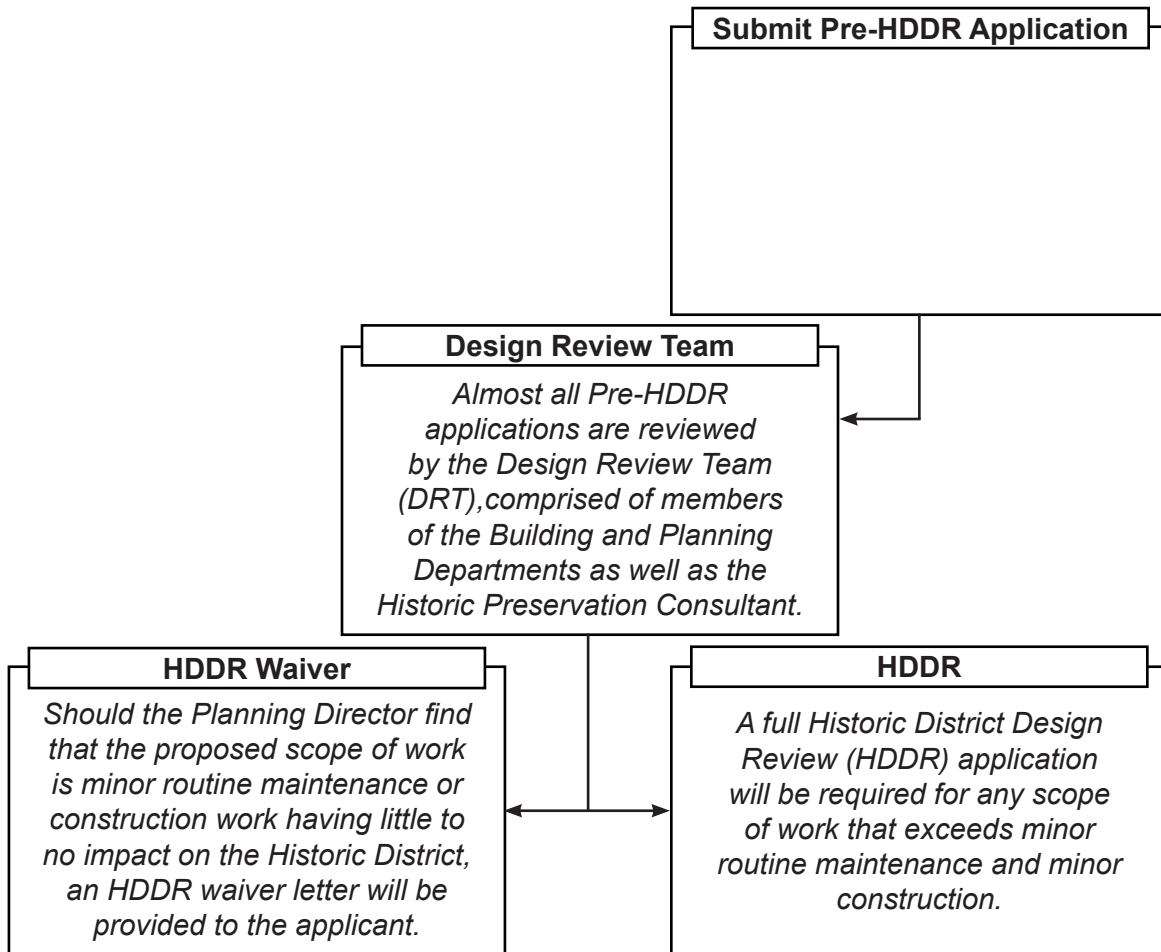 Submit Pre-HDDR Application
Design Review Team
Almost all Pre-HDDR
applications are reviewed
by the Design Review Team
(DRT),comprised of members
of the Building and Planning
Departments as well as the
Historic Preservation Consultant.
HDDR Waiver
Should the Planning Director find
that the proposed scope of work
is minor routine maintenance or
construction work having little to
no impact on the Historic District,
an HDDR waiver letter will be
provided to the applicant.
HDDR
A full Historic District Design
Review (HDDR) application
will be required for any scope
of work that exceeds minor
routine maintenance and minor
construction.